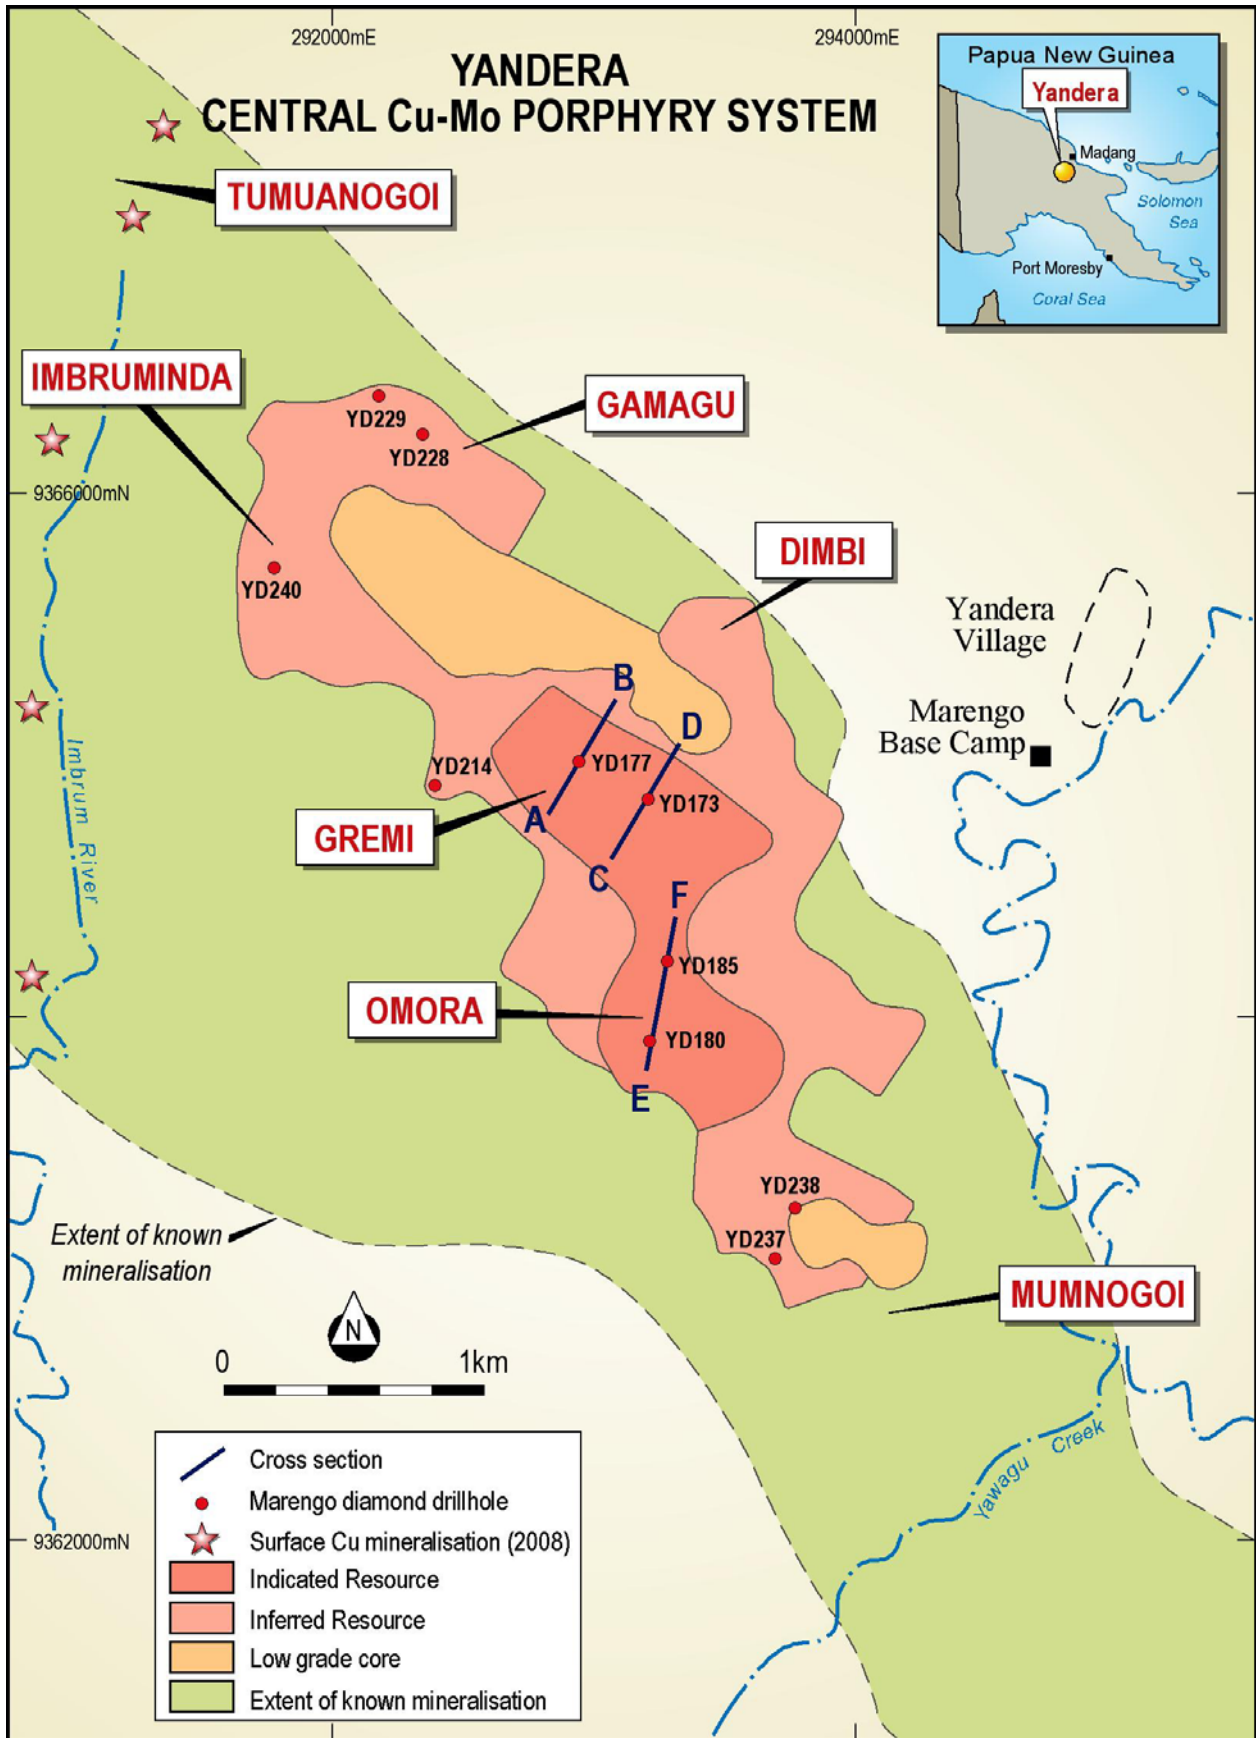 292000mE
294000mE
YANDERA
CENTRAL Cu-Mo PORPHYRY SYSTEM
Papua New Guinea
Yandera
Madang
Solomon
Sea
Port Moresby
Coral Sea
TUMUANOGOI
IMBRUMINDA
GAMAGU
YD229
YD228
9366000mN
DIMBI
YD240
Yandera
Village
B
D
Marengo
Base Camp
YD214
YD177
YD173
GREMI
A
C
Imbrum River
F
YD185
OMORA
YD180
E
YD238
YD237
Extent of known
mineralisation
MUMNOGOI
N
0
1km
Yawagu Creek
Cross section
Marengo diamond drillhole
Surface Cu mineralisation (2008)
9362000mN
Indicated Resource
Inferred Resource
Low grade core
Extent of known mineralisation